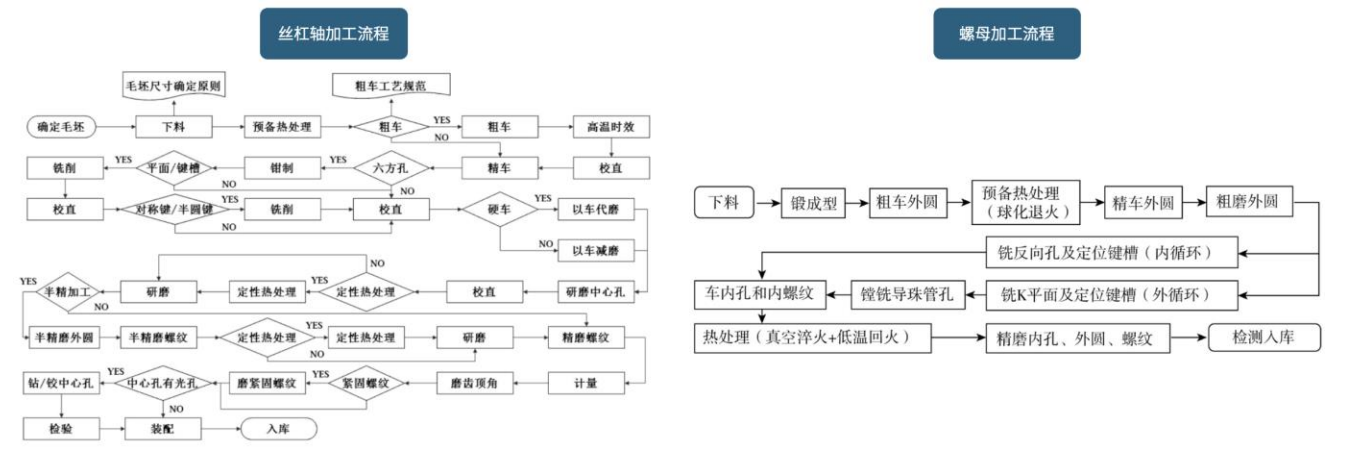 丝杠轴加工流程
螺母加工流程
毛坯尺寸确定原则
粗车工艺规范
确定毛坯
下料
预备热处理
粗车
YES
粗车
高温时效
NO
铣削
YES
平面/键槽
钳制
YES
六方孔
精车
校直
NO
NO
校直
对称键/半圆键
YES
铣削
校直
硬车
YES
以车代磨
NO
NO
以车减磨
NO
YES
半精加工
研磨
定性热处理
YES
定性热处理
校直
研磨中心孔
NO
半精磨外圆
半精磨螺纹
定性热处理
YES
定性热处理
研磨
精磨螺纹
NO
钻/铰中心孔
YES
中心孔有光孔
磨紧固螺纹
YES
紧固螺纹
磨齿顶角
计量
NO
检验
装配
入库
下料
锻成型
粗车外圆
预备热处理
（球化退火）
精车外圆
粗磨外圆
铣反向孔及定位键槽（内循环）
车内孔和内螺纹
镗铣导珠管孔
铣K平面及定位键槽（外循环）
热处理（真空淬火+低温回火）
精磨内孔、外圆、螺纹
检测入库